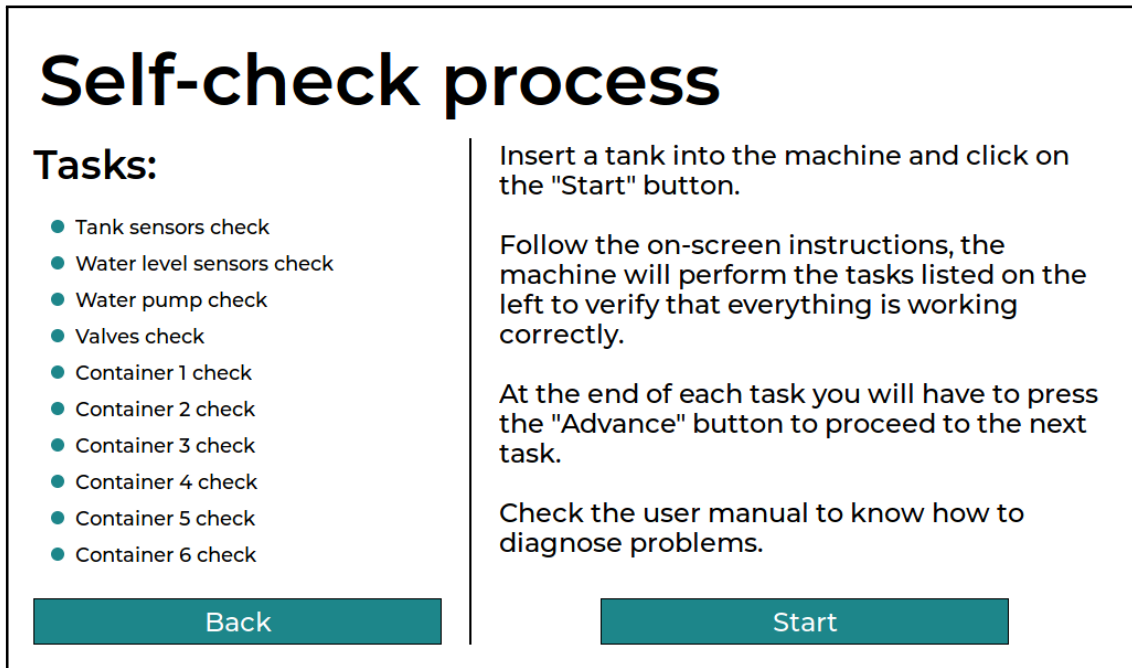 Self-check process
Tasks:
Tank sensors check
Water level sensors check
Water pump check
Valves check
Container 1 check
Container 2 check
Container 3 check
Container 4 check
Container 5 check
Container 6 check
Back
Insert a tank into the machine and click on
the "Start" button.
Follow the on-screen instructions, the
machine will perform the tasks listed on the
left to verify that everything is working
correctly.
At the end of each task you will have to press
the "Advance" button to proceed to the next
task.
Check the user manual to know how to
diagnose problems.
Start